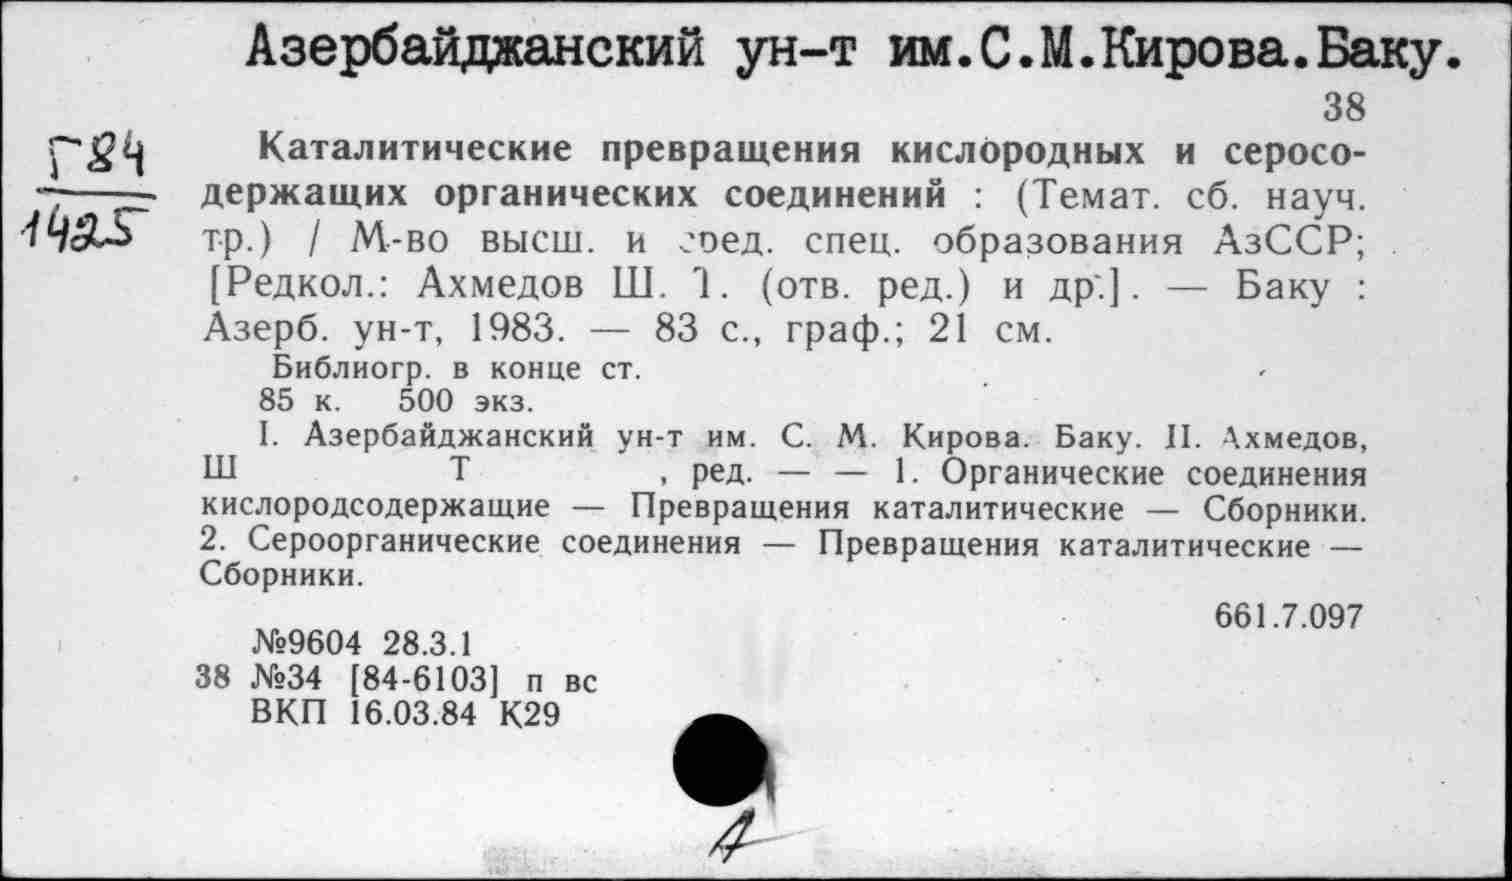 Азербайджанский ун-т им.С.М.Кирова.Баку.
38
Г84
1425
Каталитические превращения кислородных и серосо-
держащих органических соединений : (Темат. сб. науч.
тр.) / М-во высш. и сред. спец. образования АзССР;
[Редкол.: Ахмедов Ш. Т. (отв. ред.) и др.]. — Баку :
Азерб. ун-т, 1983. — 83 с., граф.; 21 см.
Библиогр. в конце ст.
85 к. 500 экз.
I. Азербайджанский ун-т им. С. М. Кирова. Баку. II. Ахмедов,
Ш Т , ред. — — 1. Органические соединения
кислородсодержащие — Превращения каталитические — Сборники.
2. Сероорганические соединения — Превращения каталитические —
Сборники.
661.7.097
№9604 28.3.1
38 №34 [84-6103] п вс
ВКП 16.03.84 К29